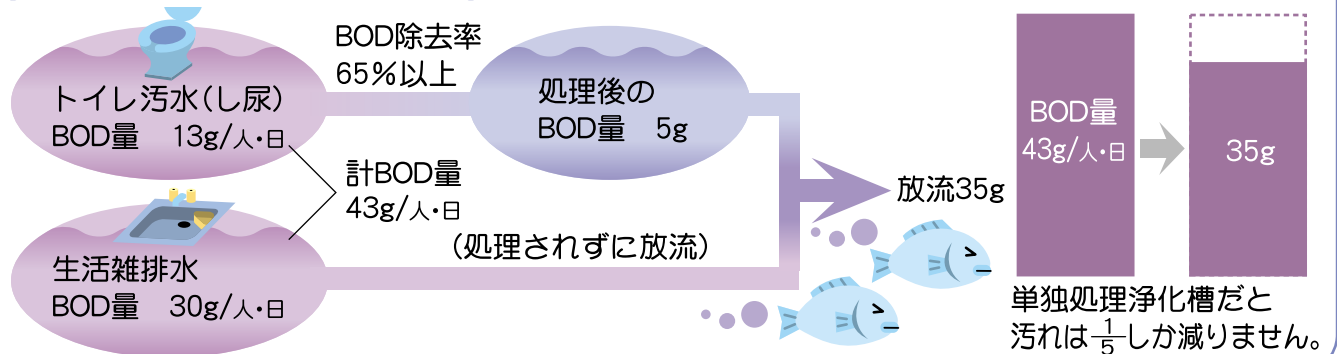 トイレ汚水(し尿)
BOD量 13g/人・日
BOD除去率
65%以上
処理後の
BOD量 5g
計BOD量
43g/人・日
生活雑排水
BOD量 30g/人・日
(処理されずに放流)
放流35g
BOD量
43g/人・日
35g
単独処理浄化槽だと
汚れは1/5しか減りません。